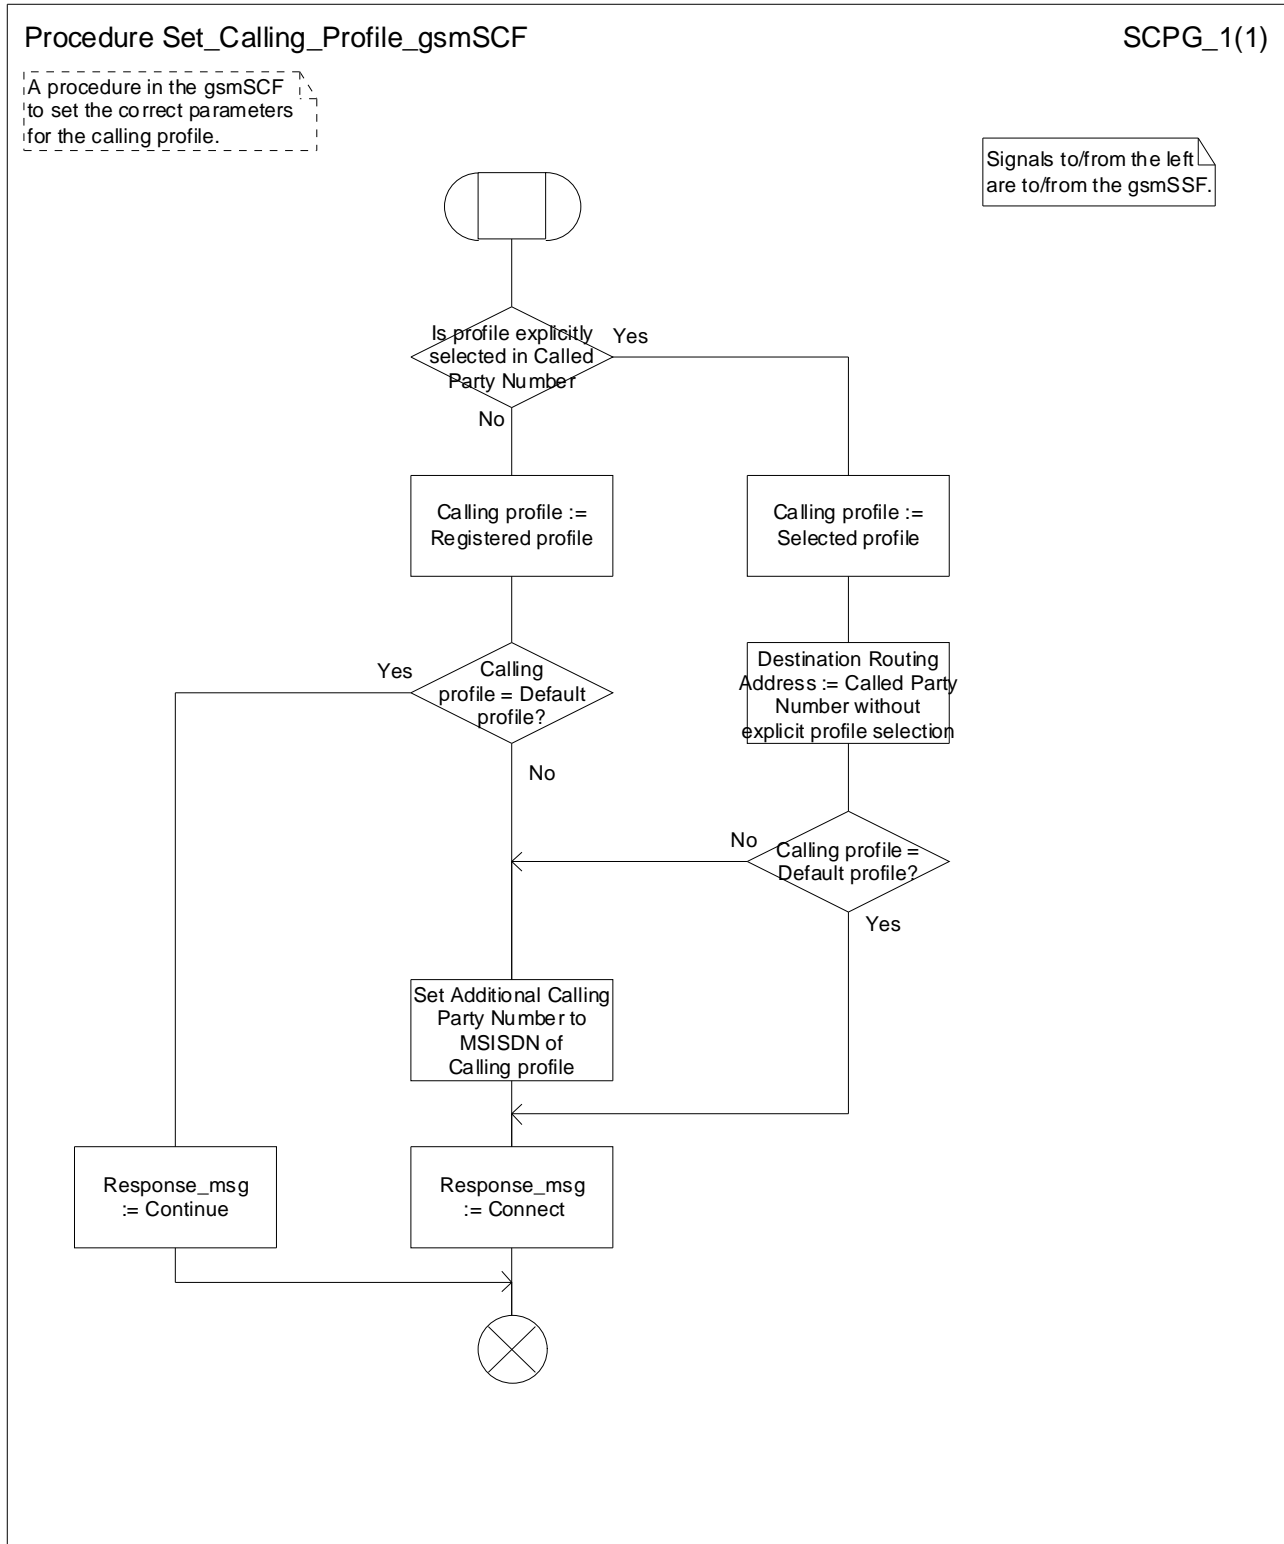 Procedure Set_Calling_Profile_gsmSCF
SCPG_1(1)
A procedure in the gsmSCF
to set the correct parameters
for the calling profile.
Signals to/from the left
are to/from the gsmSSF.
Is profile explicitly
selected in Called
Party Number
Yes
No
Calling profile :=
Registered profile
Calling profile :=
Selected profile
Yes
Calling
profile = Default
profile?
No
Destination Routing
Address := Called Party
Number without
explicit profile selection
No
Calling profile =
Default profile?
Yes
Set Additional Calling
Party Number to
MSISDN of
Calling profile
Response_msg
:= Continue
Response_msg
:= Connect